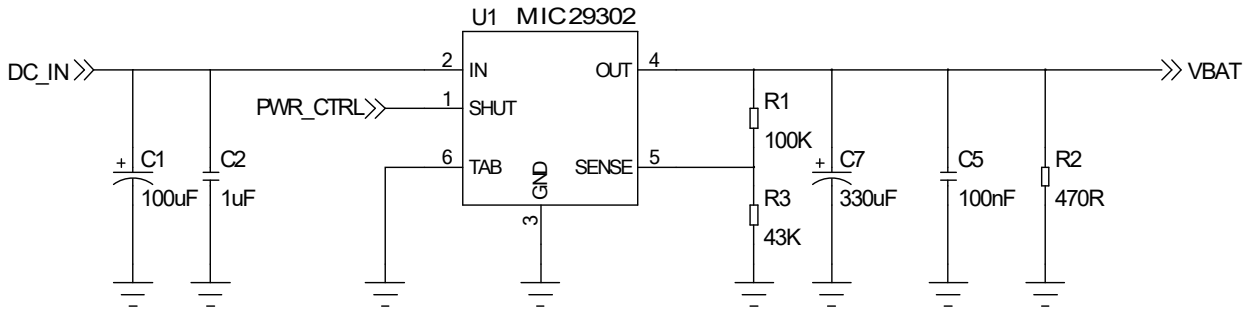 U1 MIC29302
DC_IN
2
IN
OUT
4
VBAT
PWR_CTRL
1
SHUT
R1
100K
+
C1
100uF
C2
1uF
6
TAB
GND
3
SENSE
5
R3
43K
+
C7
330uF
C5
100nF
R2
470R